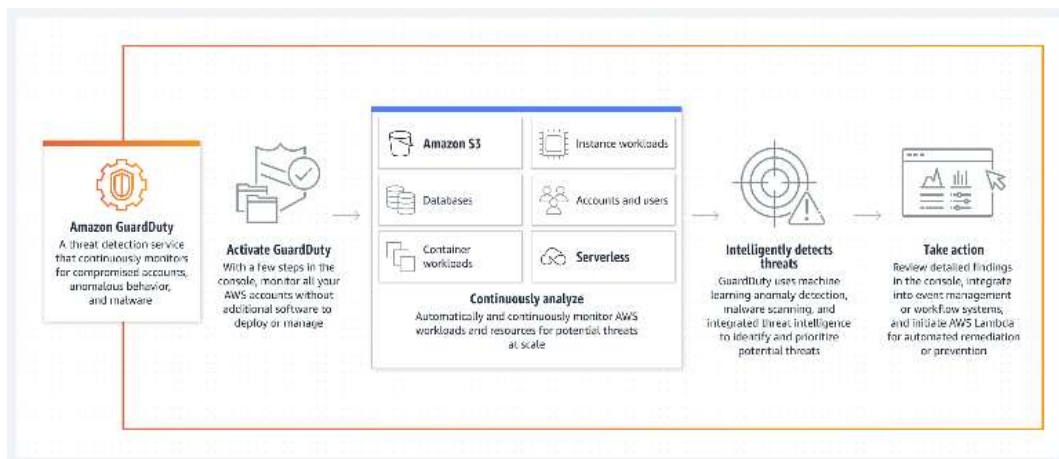 Amazon GuardDuty
A threat detection service
that continuously monitors
for compromised accounts,
anomalous behavior,
and malware
Activate GuardDuty
With a few steps in the
console, monitor all your
AWS accounts without
additional software to
deploy or manage
Amazon S3
Instance workloads
Databases
Accounts and users
Container
workloads
Serverless
Continuously analyze
Automatically and continuously monitor AWS
workloads and resources for potential threats
at scale
Intelligently detects
threats
GuardDuty uses machine
learning anomaly detection,
malware scanning, and
integrated threat intelligence
to identify and prioritize
potential threats
Take action
Review detailed findings
in the console, integrate
into event management
or workflow systems,
and initiate AWS Lambda
for automated remediation
or prevention